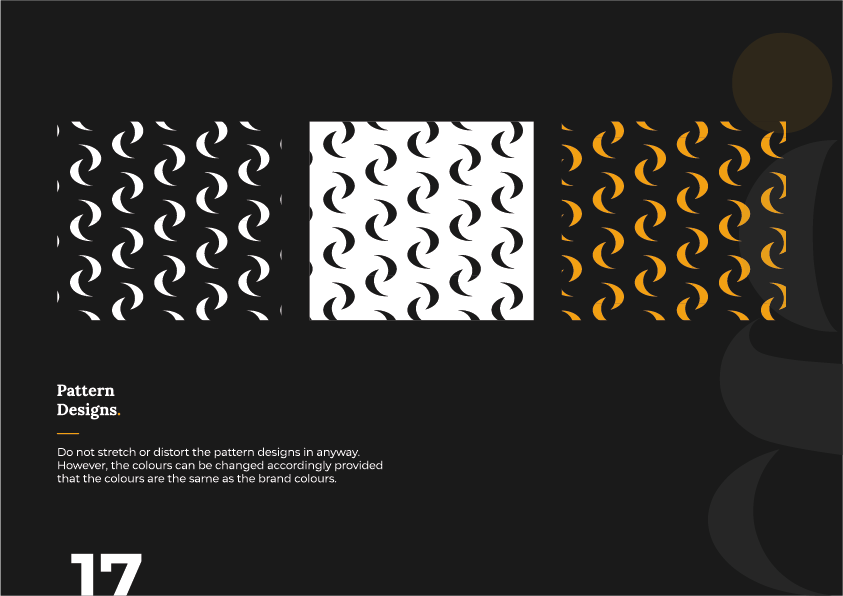 Pattern
Designs.
Do not stretch or distort the pattern designs in anyway.
However, the colours can be changed accordingly provided
that the colours are the same as the brand colours.
17